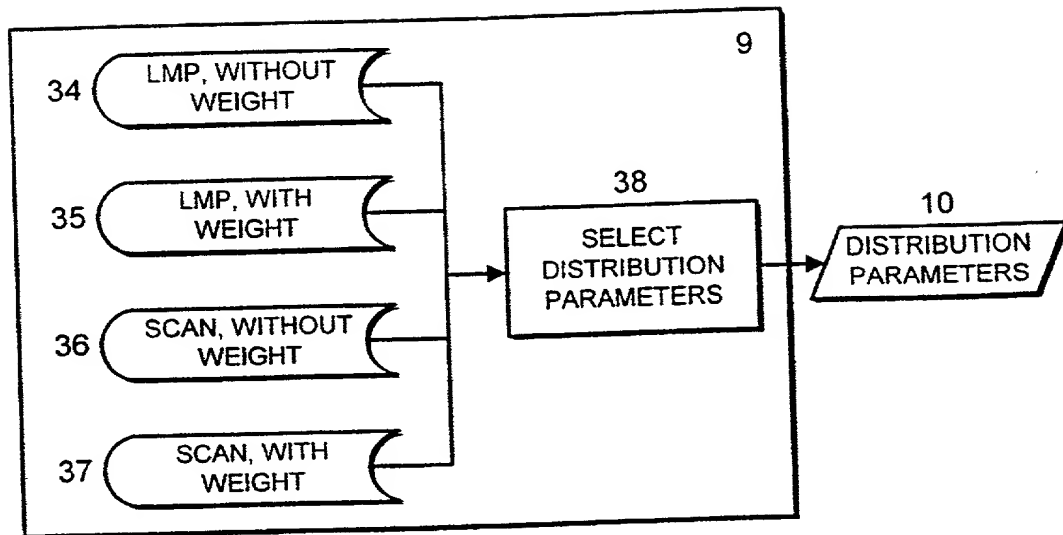 9
34
LMP, WITHOUT
WEIGHT
35
LMP, WITH
WEIGHT
38
SELECT
DISTRIBUTION
PARAMETERS
10
DISTRIBUTION
PARAMETERS
36
SCAN, WITHOUT
WEIGHT
37
SCAN, WITH
WEIGHT